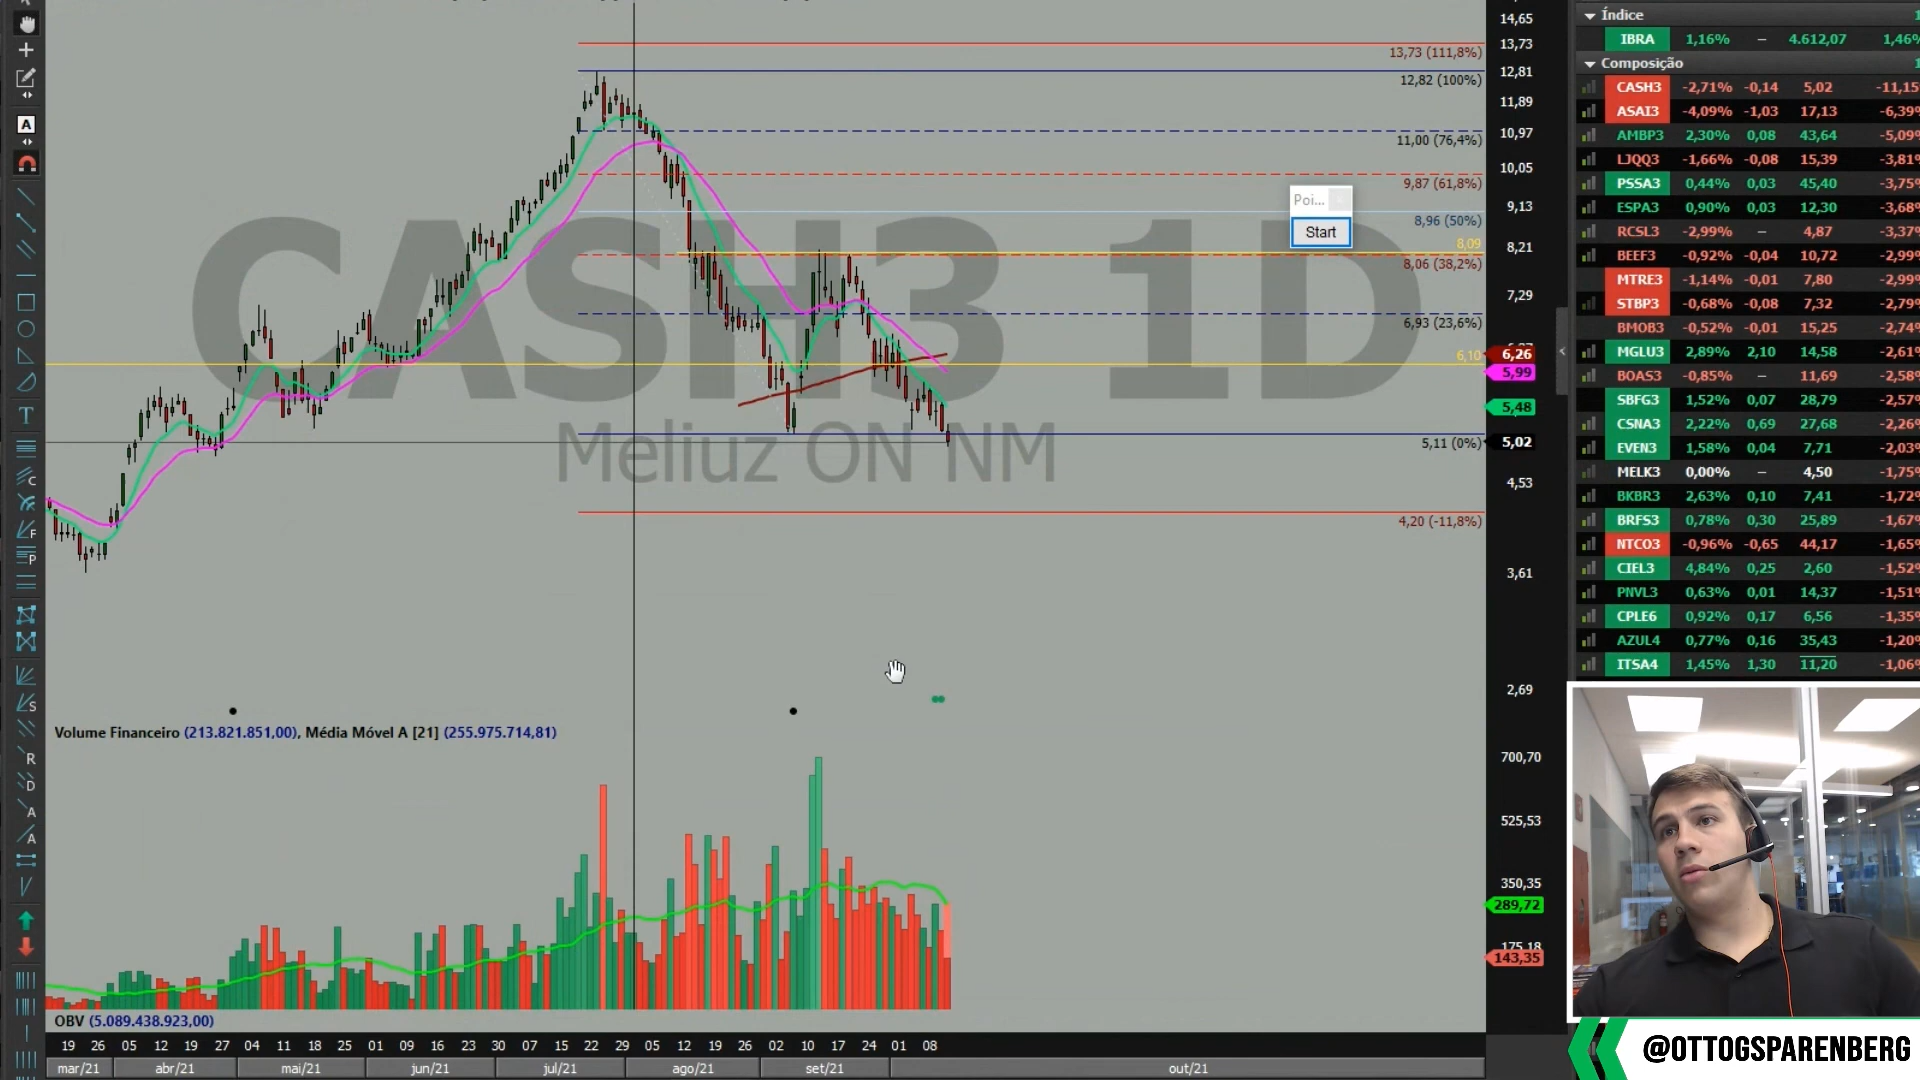 CASH3 1D
Meliuz ON NM
13,73 (111,8%)
12,82 (100%)
11,00 (76,4%)
9,87 (61,8%)
8,96 (50%)
8,09
8,06 (38,2%)
6,93 (23,6%)
6,10
5,11 (0%)
4,20 (-11,8%)
Poi...
Start
14,65
13,73
12,81
11,89
10,97
10,05
9,13
8,21
7,29
6,26
5,99
5,48
5,02
4,53
3,61
2,69
Volume Financeiro (213.821.851,00), Média Móvel A [21] (255.975.714,81)
700,70
525,53
350,35
289,72
175,18
143,35
OBV (5.089.438.923,00)
19 26 05 12 19 27 04 11 18 25 01 09 16 23 30 07 15 22 29 05 12 19 26 02 10 17 24 01 08
mar/21 abr/21 mai/21 jun/21 jul/21 ago/21 set/21 out/21
Índice
IBRA 1,16% – 4.612,07 1,46%
Composição
CASH3 -2,71% -0,14 5,02 -11,15
ASAI3 -4,09% -1,03 17,13 -6,39%
AMBP3 2,30% 0,08 43,64 -5,09%
LJQQ3 -1,66% -0,08 15,39 -3,81%
PSSA3 0,44% 0,03 45,40 -3,75%
ESPA3 0,90% 0,03 12,30 -3,68%
RCSL3 -2,99% – 4,87 -3,37%
BEEF3 -0,92% -0,04 10,72 -2,99%
MTRE3 -1,14% -0,01 7,80 -2,99%
STBP3 -0,68% -0,08 7,32 -2,79%
BMOB3 -0,52% -0,01 15,25 -2,74%
MGLU3 2,89% 2,10 14,58 -2,61%
BOAS3 -0,85% – 11,69 -2,58%
SBFG3 1,52% 0,07 28,79 -2,57%
CSNA3 2,22% 0,69 27,68 -2,26%
EVEN3 1,58% 0,04 7,71 -2,03%
MELK3 0,00% – 4,50 -1,75%
BKBR3 2,63% 0,10 7,41 -1,72%
BRFS3 0,78% 0,30 25,89 -1,67%
NTCO3 -0,96% -0,65 44,17 -1,65%
CIEL3 4,84% 0,25 2,60 -1,52%
PNVL3 0,63% 0,01 14,37 -1,51%
CPLE6 0,92% 0,17 6,56 -1,35%
AZUL4 0,77% 0,16 35,43 -1,20%
ITSA4 1,45% 1,30 11,20 -1,06%
@OTTOGSPARENBERG